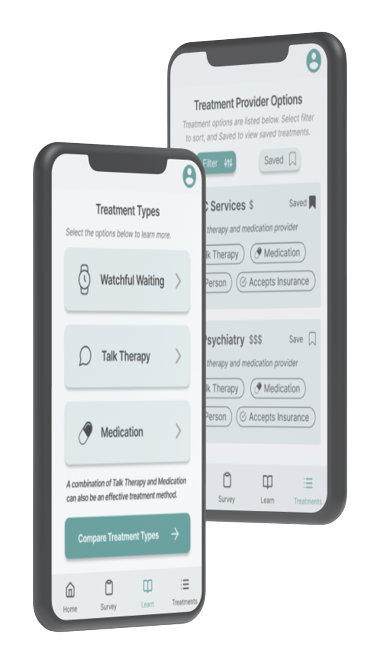 Treatment Types
Select the options below to learn more.
Watchful Waiting
Talk Therapy
Medication
A combination of Talk Therapy and Medication
can also be an effective treatment method.
Compare Treatment Types
Home
Survey
Learn
Treatments
Treatment Provider Options
Treatment options are listed below. Select filter
to sort, and Saved to view saved treatments.
Filter
Saved
C Services $
Saved
therapy and medication provider
lk Therapy
Medication
Person
Accepts Insurance
sychiatry $$$
Save
therapy and medication provider
lk Therapy
Medication
Person
Accepts Insurance
Survey
Learn
Treatments